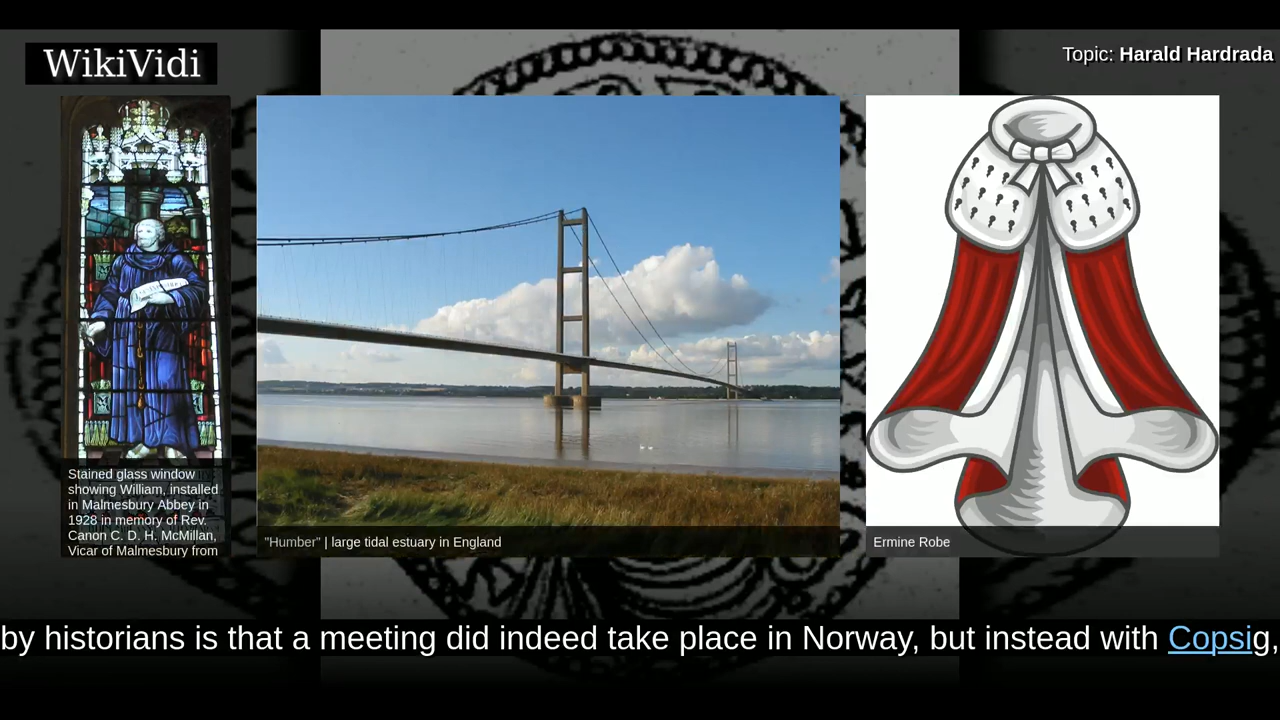 WikiVidi
Topic: Harald Hardrada
Stained glass window
showing William, installed
in Malmesbury Abbey in
1928 in memory of Rev.
Canon C. D. H. McMillan,
Vicar of Malmesbury from
"Humber" | large tidal estuary in England
Ermine Robe
by historians is that a meeting did indeed take place in Norway, but instead with Copsig,